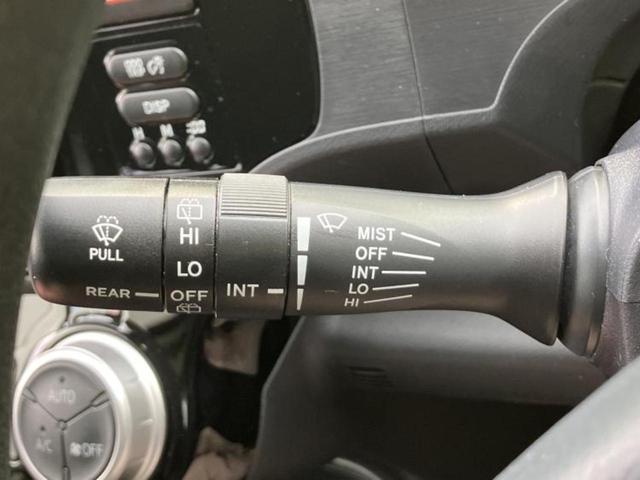 DISP
PULL
REAR
HI
LO
OFF
INT
MIST
OFF
INT
LO
HI
AUTO
A/C
OFF